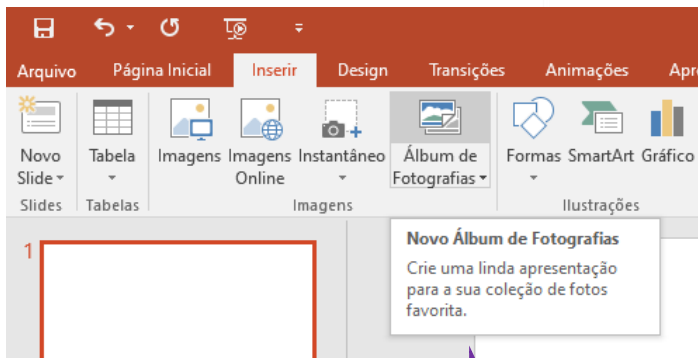 Arquivo Página Inicial Inserir Design Transições Animações
Novo Slide
Tabela
Imagens
Imagens Online
Instantâneo
Álbum de Fotografias
Formas
SmartArt
Gráfico
Slides
Tabelas
Imagens
Ilustrações
Novo Álbum de Fotografias
Crie uma linda apresentação
para a sua coleção de fotos
favorita.
1